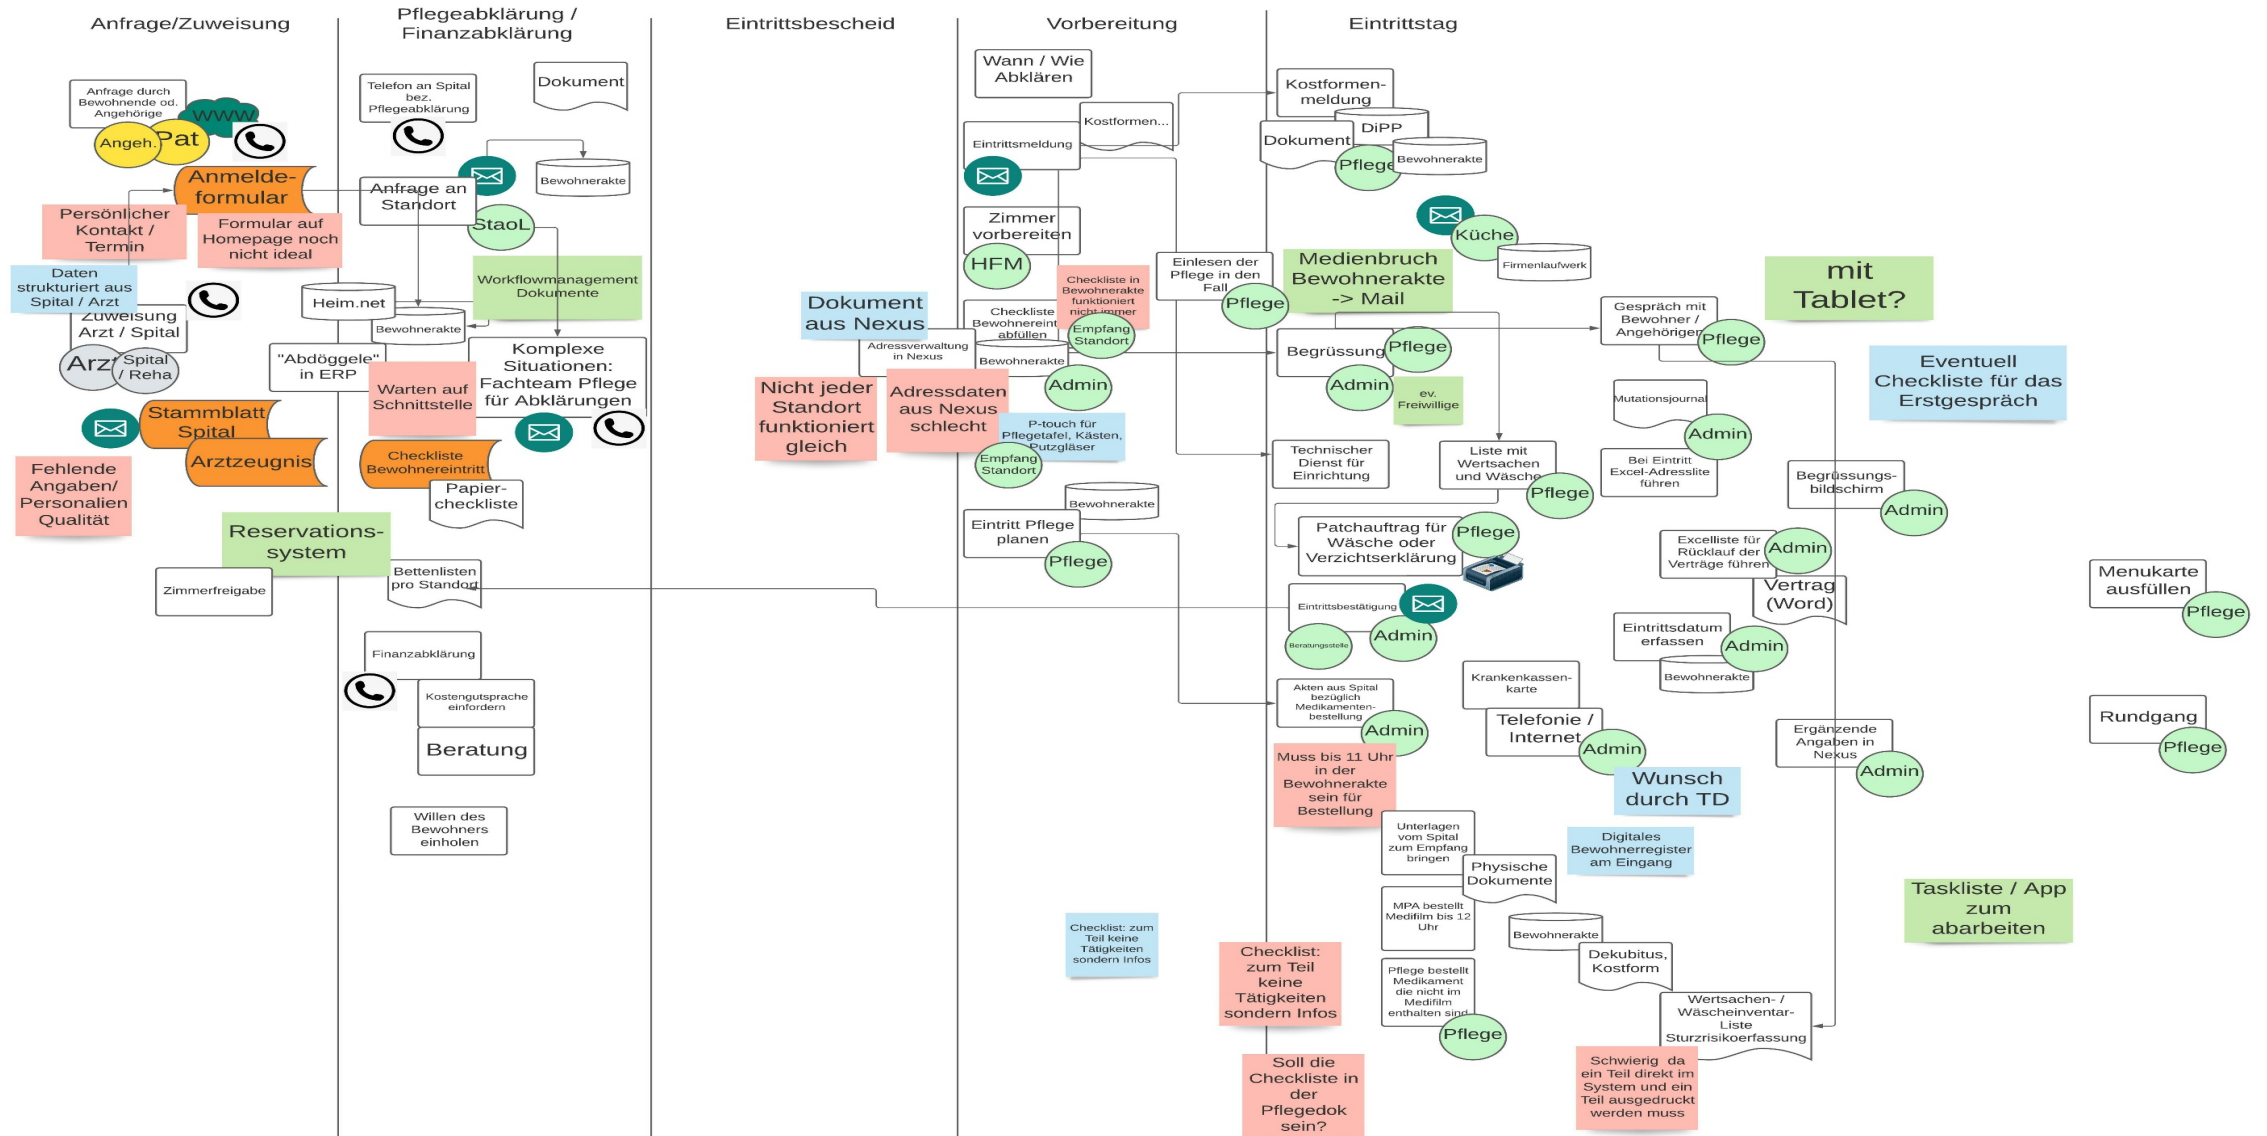 Anfrage/Zuweisung
Pflegeabklärung /
Finanzabklärung
Eintrittsbescheid
Vorbereitung
Eintrittstag
Anfrage durch
Bewohnende od.
Angehörige
WWW
Angeh.
Pat
Anmelde-
formular
Persönlicher
Kontakt /
Termin
Formular auf
Homepage noch
nicht ideal
Daten
strukturiert aus
Spital / Arzt
Zuweisung
Arzt / Spital
Arzt
Spital
/ Reha
Stammblatt
Spital
Arztzeugnis
Fehlende
Angaben/
Personalien
Qualität
Reservations-
system
Zimmerfreigabe
Telefon an Spital
bez.
Pflegeabklärung
Dokument
Bewohnerakte
Anfrage an
Standort
StaoL
Workflowmanagement
Dokumente
Heim.net
Bewohnerakte
"Abdöggele"
in ERP
Warten auf
Schnittstelle
Komplexe
Situationen:
Fachteam Pflege
für Abklärungen
Checkliste
Bewohnereintritt
Papier-
checkliste
Bettenlisten
pro Standort
Finanzabklärung
Kostengutsprache
einfordern
Beratung
Willen des
Bewohners
einholen
Dokument
aus Nexus
Adressverwaltung
in Nexus
Nicht jeder
Standort
funktioniert
gleich
Adressdaten
aus Nexus
schlecht
Wann / Wie
Abklären
Kostformen...
Eintrittsmeldung
Zimmer
vorbereiten
HFM
Checkliste in
Bewohnerakte
funktioniert
nicht immer
Checkliste
Bewohnereint
abfüllen
Empfang
Standort
Bewohnerakte
Admin
P-touch für
Pflegetafel, Kästen,
Putzgläser
Empfang
Standort
Einlesen der
Pflege in den
Fall
Pflege
Bewohnerakte
Eintritt Pflege
planen
Pflege
Checklist: zum
Teil keine
Tätigkeiten
sondern Infos
Kostformen-
meldung
DiPP
Dokument
Bewohnerakte
Pflege
Küche
Firmenlaufwerk
Medienbruch
Bewohnerakte
-> Mail
Begrüssung
Pflege
Admin
ev.
Freiwillige
Technischer
Dienst für
Einrichtung
Liste mit
Wertsachen
und Wäsche
Pflege
Patchauftrag für
Wäsche oder
Verzichtserklärung
Pflege
Eintrittsbestätigung
Beratungsstelle
Admin
Akten aus Spital
bezüglich
Medikamenten-
bestellung
Admin
Muss bis 11 Uhr
in der
Bewohnerakte
sein für
Bestellung
Krankenkassen-
karte
Telefonie /
Internet
Admin
Wunsch
durch TD
Unterlagen
vom Spital
zum Empfang
bringen
Physische
Dokumente
Digitales
Bewohnerregister
am Eingang
MPA bestellt
Medifilm bis 12
Uhr
Bewohnerakte
Dekubitus,
Kostform
Pflege bestellt
Medikament
die nicht im
Medifilm
enthalten sind
Pflege
Checklist:
zum Teil
keine
Tätigkeiten
sondern Infos
Soll die
Checkliste in
der
Pflegedok
sein?
Wertsachen- /
Wäscheinventar-
Liste
Sturzrisikoerfassung
Schwierig da
ein Teil direkt im
System und ein
Teil ausgedruckt
werden muss
mit
Tablet?
Gespräch mit
Bewohner /
Angehörigen
Pflege
Eventuell
Checkliste für das
Erstgespräch
Mutationsjournal
Admin
Bei Eintritt
Excel-Adresslite
führen
Begrüssungs-
bildschirm
Admin
Excelliste für
Rücklauf der
Verträge führen
Admin
Vertrag
(Word)
Eintrittsdatum
erfassen
Admin
Bewohnerakte
Ergänzende
Angaben in
Nexus
Admin
Menukarte
ausfüllen
Pflege
Rundgang
Pflege
Taskliste / App
zum
abarbeiten